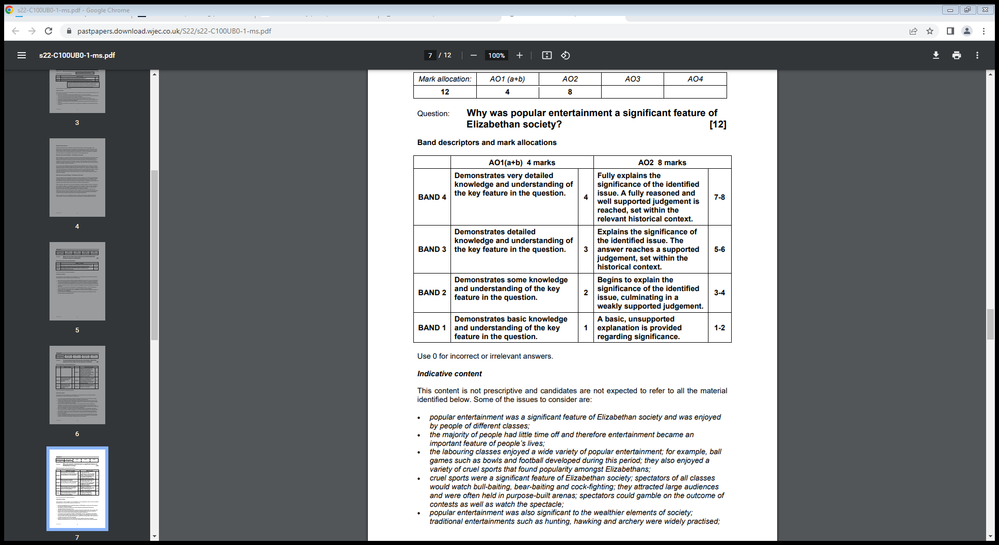 s22-C100UB0-1-ms.pdf - Google Chrome
pastpapers.download.wjec.co.uk/S22/s22-C100UB0-1-ms.pdf
s22-C100UB0-1-ms.pdf
7 / 12
100%
3
4
5
6
7
Mark allocation: AO1 (a+b) AO2 AO3 AO4
12 4 8
Question: Why was popular entertainment a significant feature of
Elizabethan society? [12]
Band descriptors and mark allocations
AO1(a+b) 4 marks AO2 8 marks
BAND 4
Demonstrates very detailed
knowledge and understanding of
the key feature in the question.
4
Fully explains the
significance of the identified
issue. A fully reasoned and
well supported judgement is
reached, set within the
relevant historical context.
7-8
BAND 3
Demonstrates detailed
knowledge and understanding of
the key feature in the question.
3
Explains the significance of
the identified issue. The
answer reaches a supported
judgement, set within the
historical context.
5-6
BAND 2
Demonstrates some knowledge
and understanding of the key
feature in the question.
2
Begins to explain the
significance of the identified
issue, culminating in a
weakly supported judgement.
3-4
BAND 1
Demonstrates basic knowledge
and understanding of the key
feature in the question.
1
A basic, unsupported
explanation is provided
regarding significance.
1-2
Use 0 for incorrect or irrelevant answers.
Indicative content
This content is not prescriptive and candidates are not expected to refer to all the material
identified below. Some of the issues to consider are:
• popular entertainment was a significant feature of Elizabethan society and was enjoyed
by people of different classes;
• the majority of people had little time off and therefore entertainment became an
important feature of people's lives;
• the labouring classes enjoyed a wide variety of popular entertainment; for example, ball
games such as bowls and football developed during this period; they also enjoyed a
variety of cruel sports that found popularity amongst Elizabethans;
• cruel sports were a significant feature of Elizabethan society; spectators of all classes
would watch bull-baiting, bear-baiting and cock-fighting; they attracted large audiences
and were often held in purpose-built arenas; spectators could gamble on the outcome of
contests as well as watch the spectacle;
• popular entertainment was also significant to the wealthier elements of society;
traditional entertainments such as hunting, hawking and archery were widely practised;